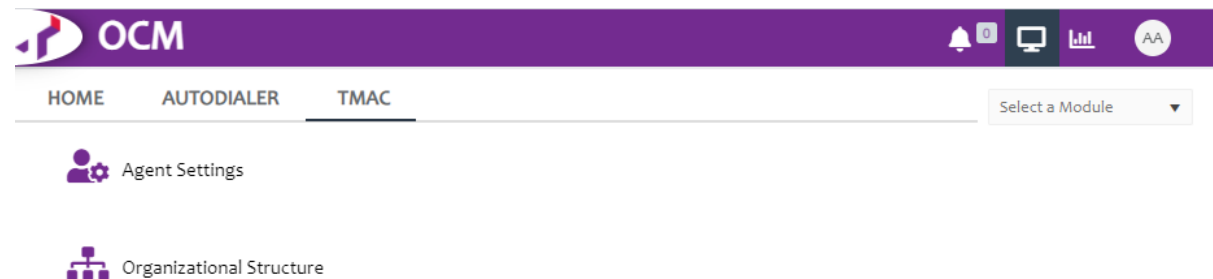 OCM
0
AA
HOME AUTODIALER TMAC
Select a Module
Agent Settings
Organizational Structure